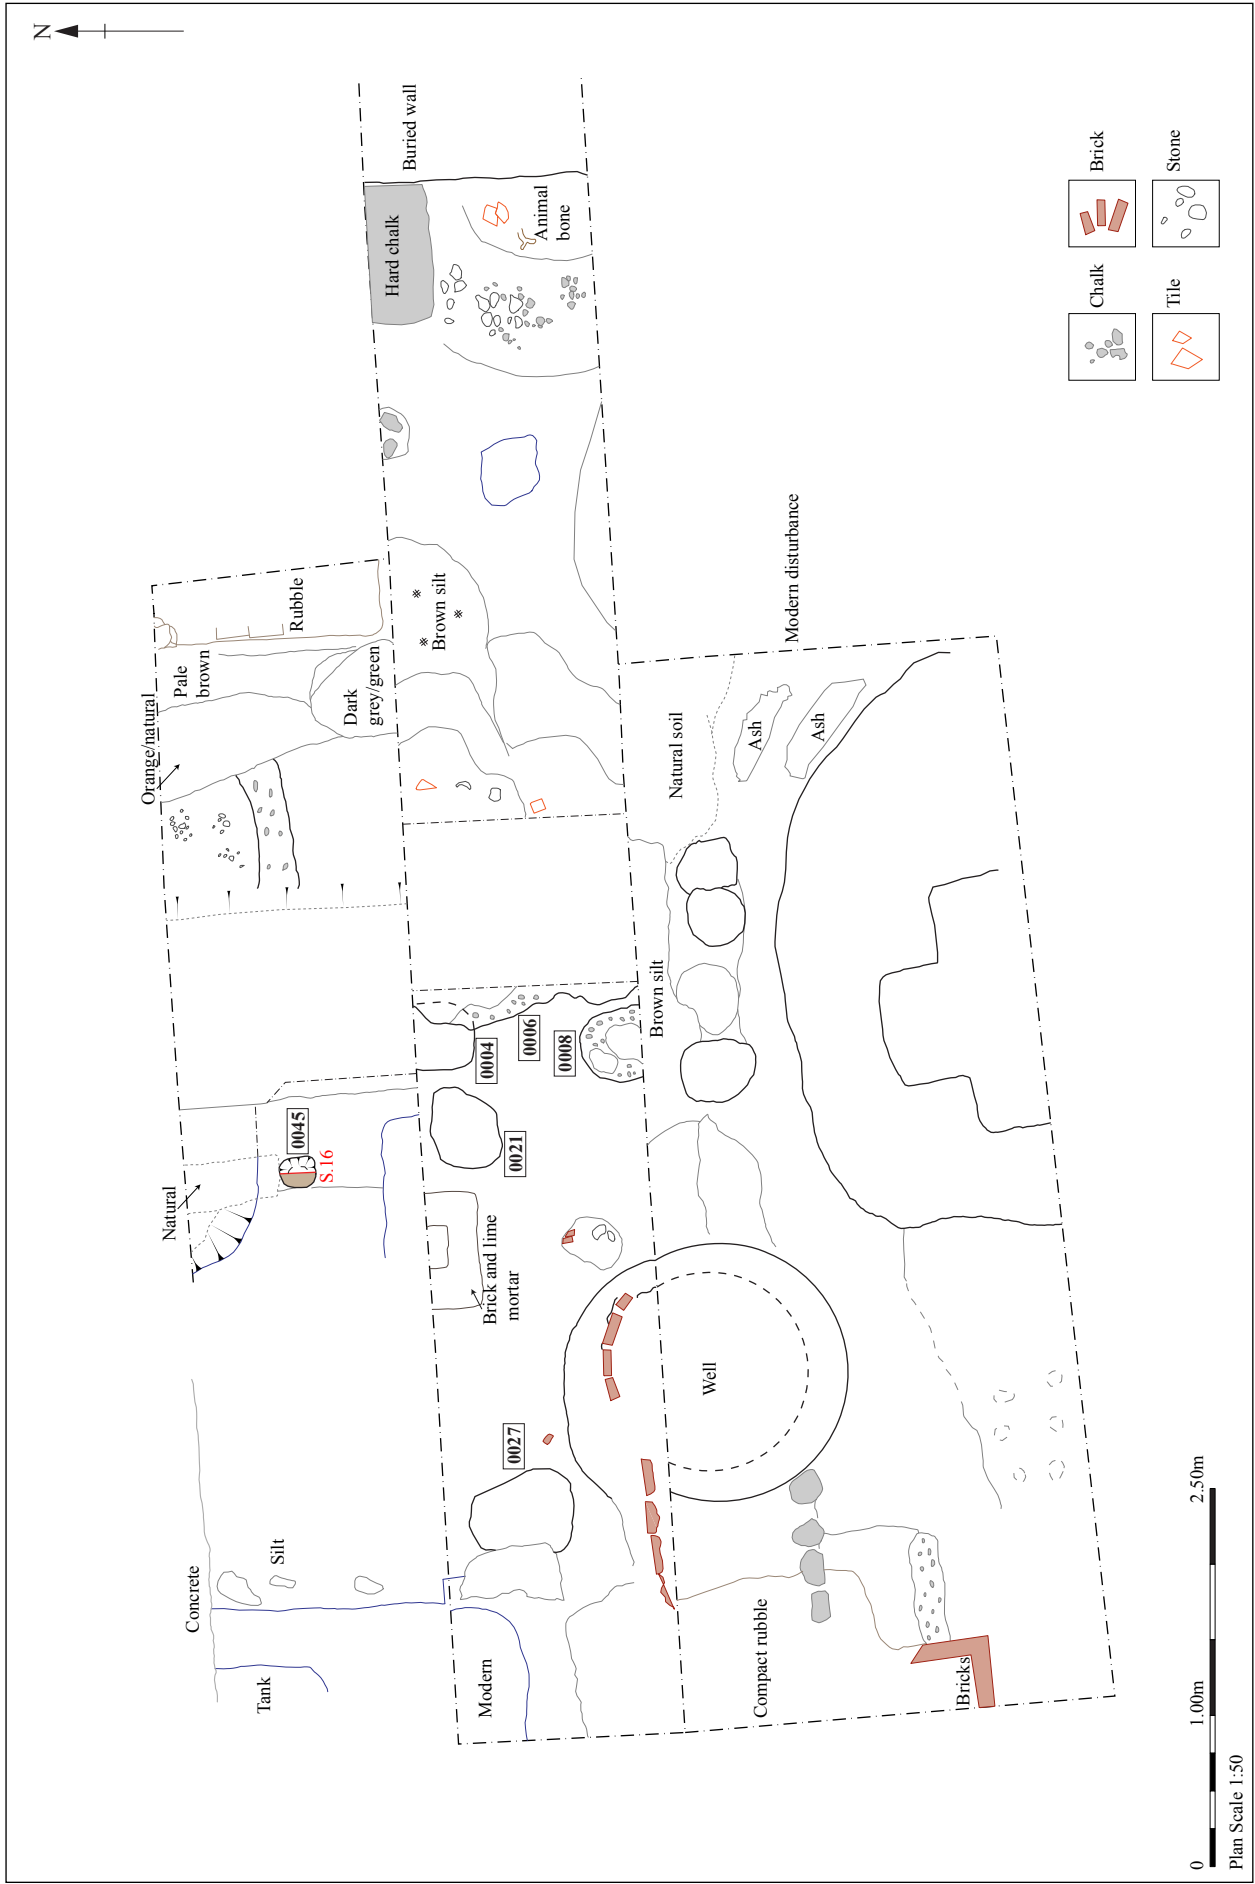 N
Concrete
Tank
Silt
Natural
0045
S.16
Orange/natural
Pale
brown
Rubble
Dark
grey/green
Modern
0027
Brick and lime
mortar
0021
0004
0006
0008
Brown silt
Hard chalk
Buried wall
Animal
bone
Well
Brown silt
Natural soil
Ash
Ash
Modern disturbance
Compact rubble
Bricks
Chalk
Brick
Tile
Stone
0
1.00m
2.50m
Plan Scale 1:50